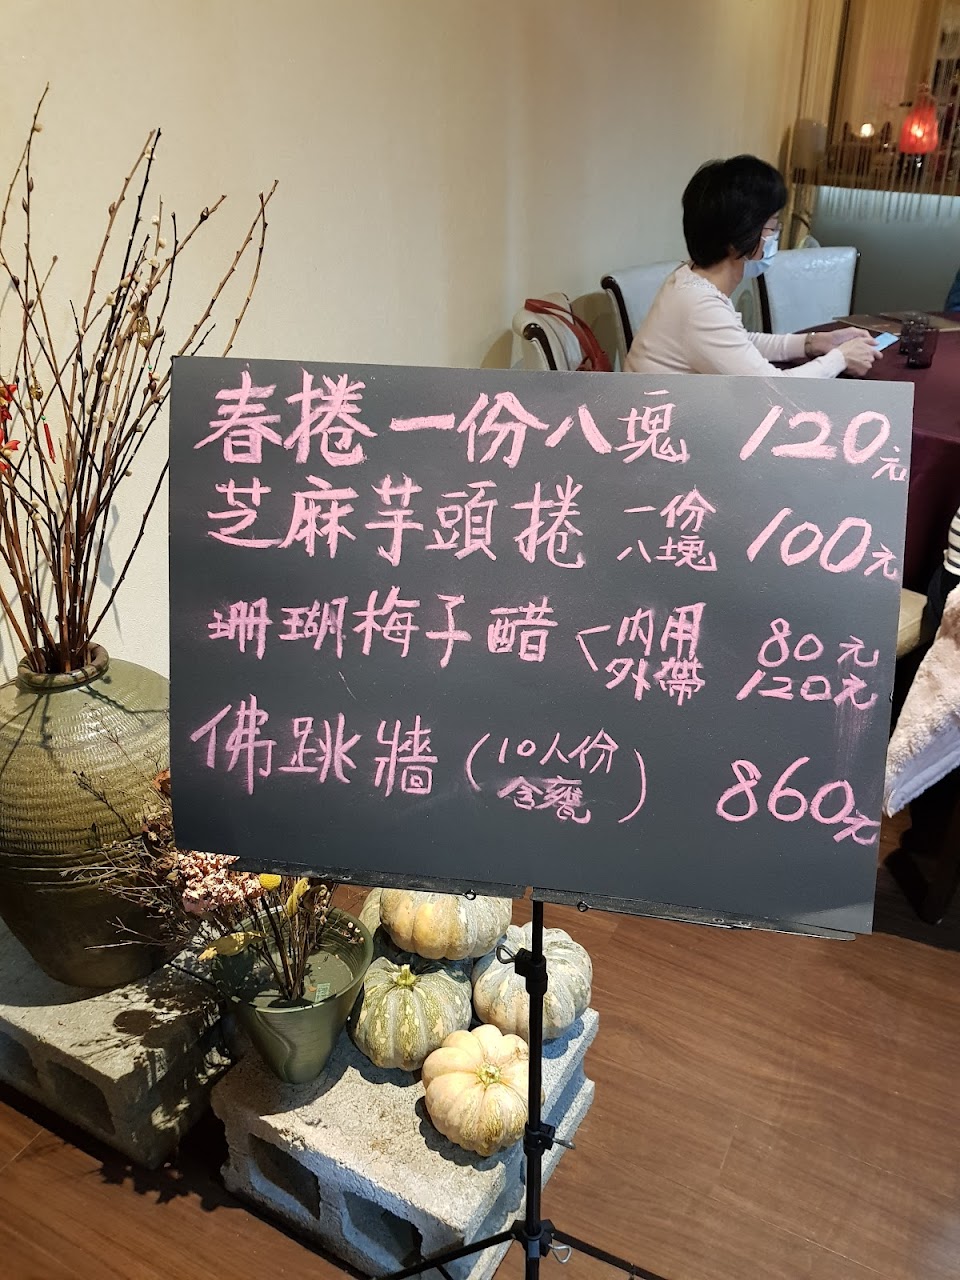 春捲一份八塊 120元
芝麻芋頭捲 一份八塊 100元
珊瑚梅子醋 <內用 80元
外帶 120元
佛跳牆(10人份 含甕) 860元